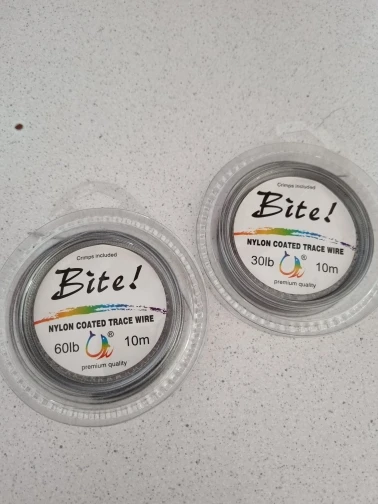 Crimps included
Bite!
NYLON COATED TRACE WIRE
60lb ® 10m
premium quality
Crimps included
Bite!
NYLON COATED TRACE WIRE
30lb ® 10m
premium quality